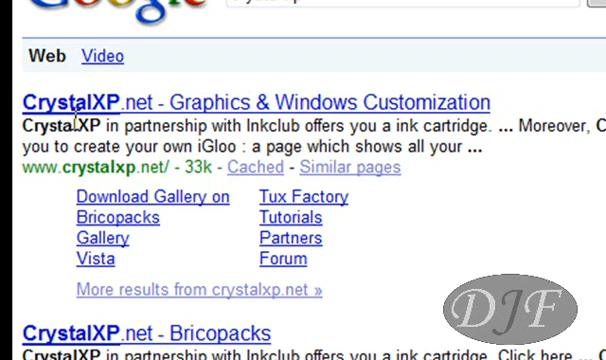 Google
Web Video
CrystalXP.net - Graphics & Windows Customization
CrystalXP in partnership with Inkclub offers you a ink cartridge. ... Moreover, C
you to create your own iGloo : a page which shows all your ...
www.crystalxp.net/ - 33k - Cached - Similar pages
Download Gallery on Tux Factory
Bricopacks Tutorials
Gallery Partners
Vista Forum
More results from crystalxp.net »
DJF
CrystalXP.net - Bricopacks
CrystalXP in partnership with Inkclub offers you a ink cartridge. Click here ...